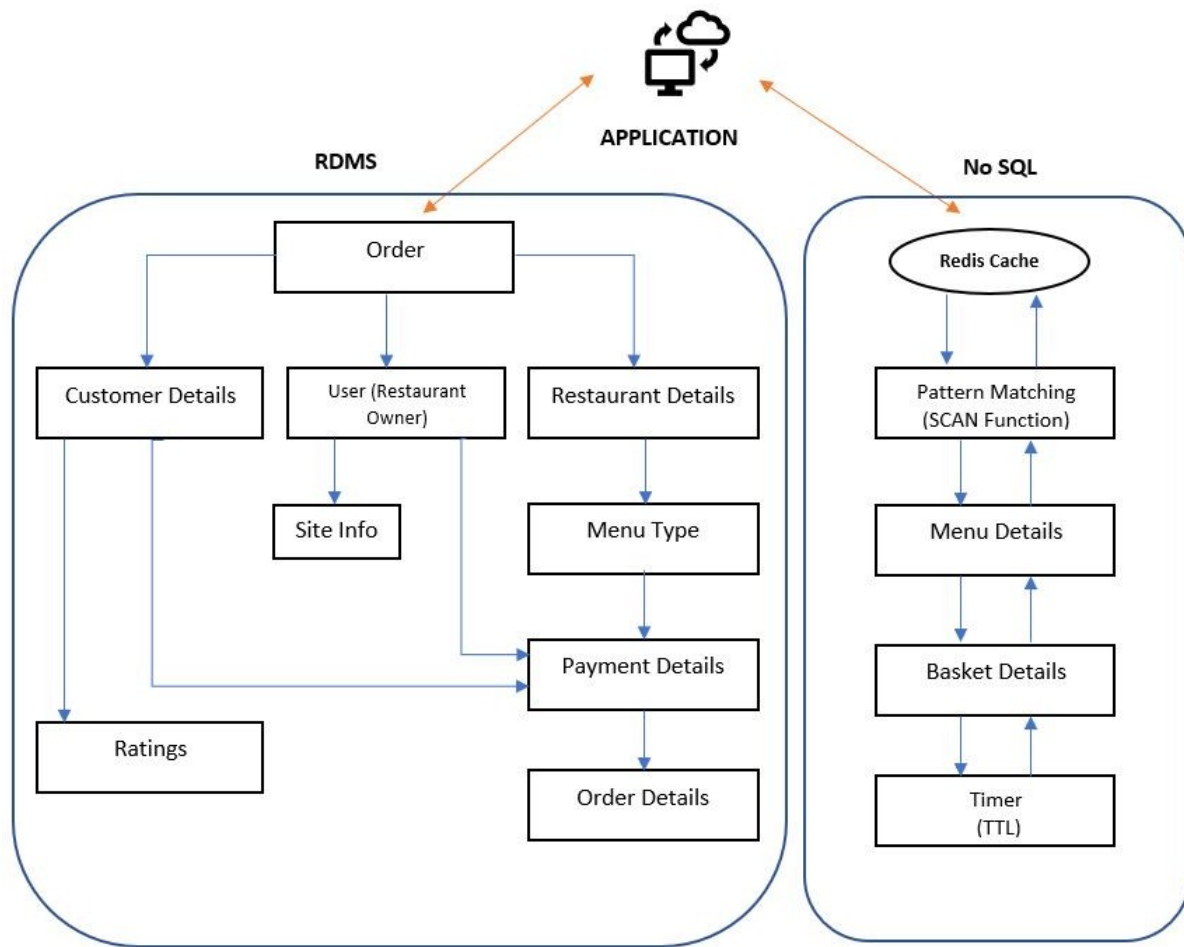 APPLICATION
RDMS
No SQL
Order
Redis Cache
Customer Details
User (Restaurant
Owner)
Restaurant Details
Pattern Matching
(SCAN Function)
Site Info
Menu Type
Menu Details
Payment Details
Basket Details
Ratings
Order Details
Timer
(TTL)